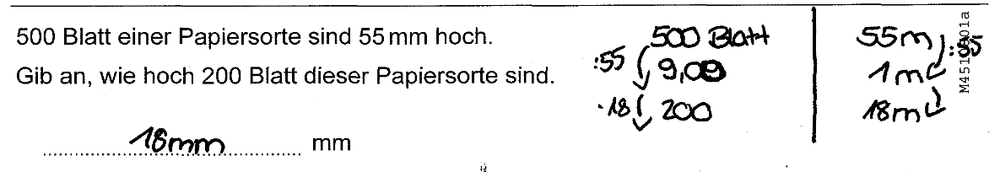 500 Blatt einer Papiersorte sind 55 mm hoch.
Gib an, wie hoch 200 Blatt dieser Papiersorte sind.
18mm mm
500 Blatt 55m
:55 9,09 1m :55
·18 200 18m